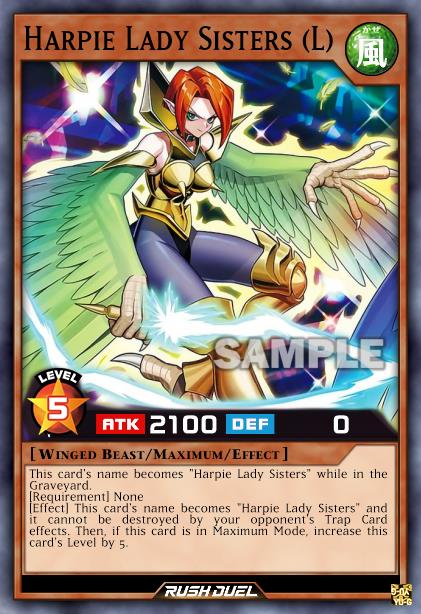 HARPIE LADY SISTERS (L)
かぜ
風
SAMPLE
LEVEL
5
ATK 2100 DEF 0
[WINGED BEAST/MAXIMUM/EFFECT]
This card's name becomes "Harpie Lady Sisters" while in the
Graveyard.
[Requirement] None
[Effect] This card's name becomes "Harpie Lady Sisters" and
it cannot be destroyed by your opponent's Trap Card
effects. Then, if this card is in Maximum Mode, increase this
card's Level by 5.
RUSH DUEL